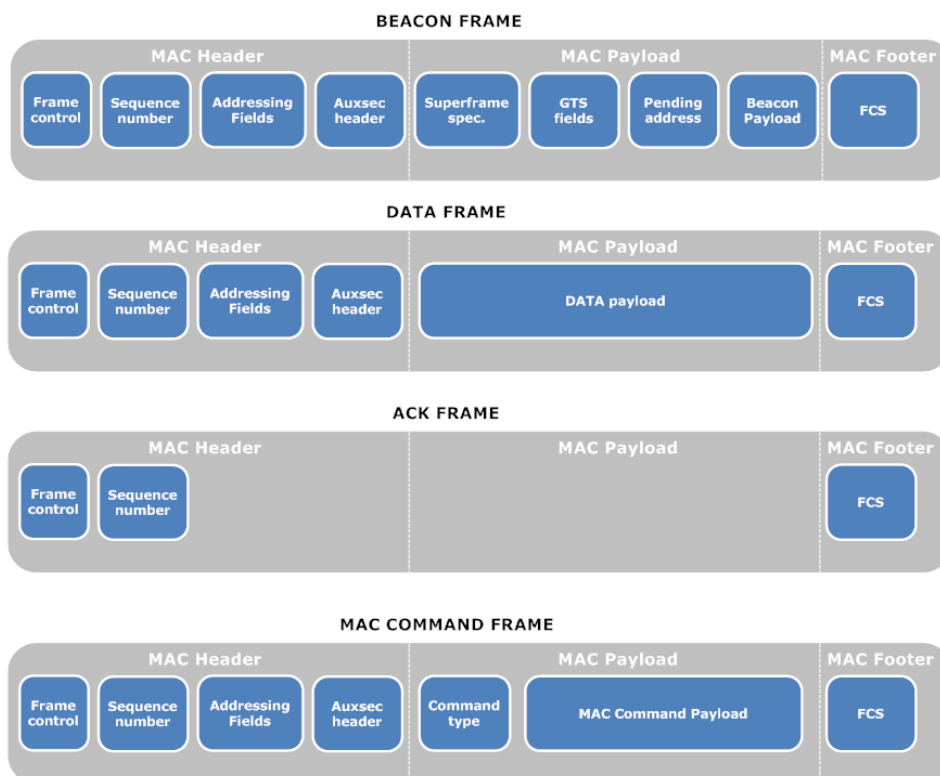 BEACON FRAME
MAC Header
MAC Payload
MAC Footer
Frame
control
Sequence
number
Addressing
Fields
Auxsec
header
Superframe
spec.
GTS
fields
Pending
address
Beacon
Payload
FCS
DATA FRAME
MAC Header
MAC Payload
MAC Footer
Frame
control
Sequence
number
Addressing
Fields
Auxsec
header
DATA payload
FCS
ACK FRAME
MAC Header
MAC Payload
MAC Footer
Frame
control
Sequence
number
FCS
MAC COMMAND FRAME
MAC Header
MAC Payload
MAC Footer
Frame
control
Sequence
number
Addressing
Fields
Auxsec
header
Command
type
MAC Command Payload
FCS